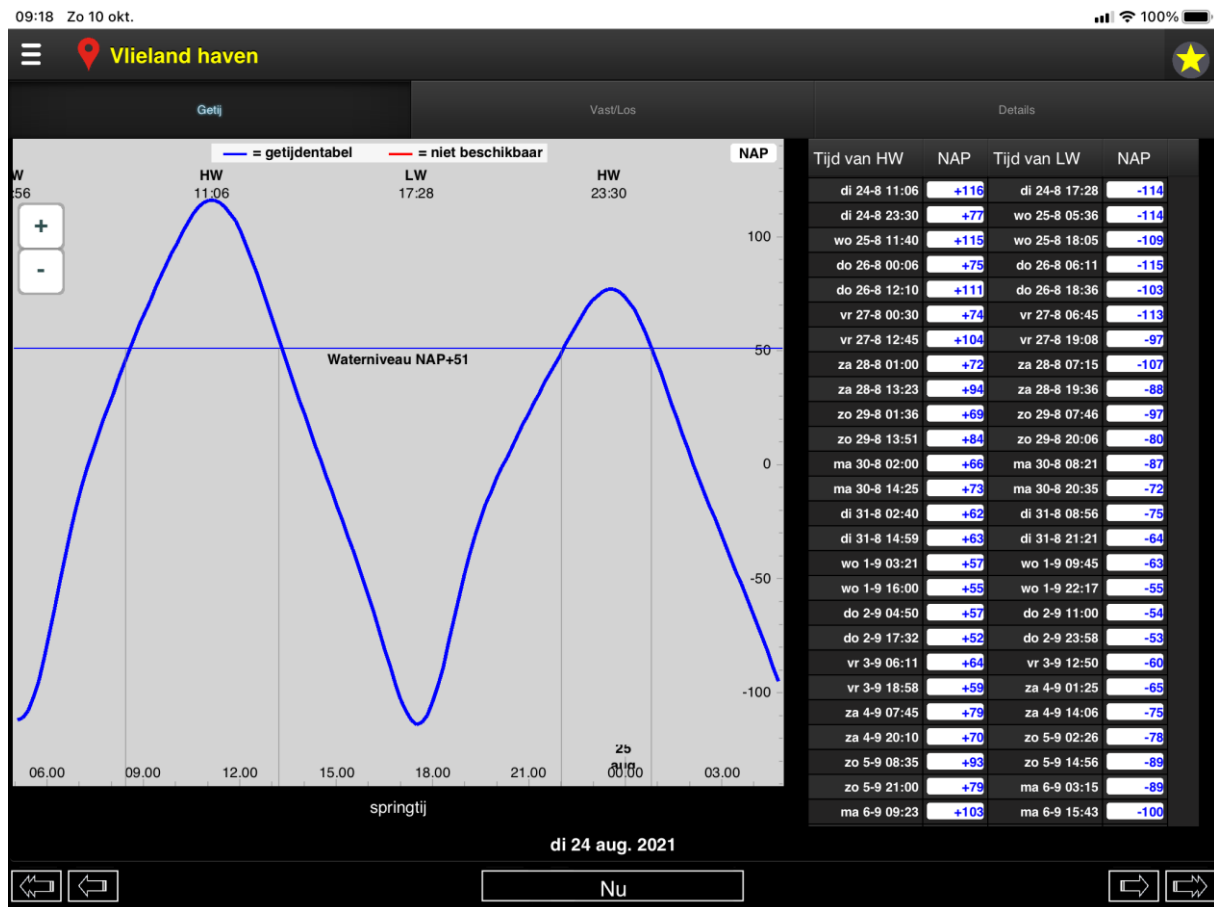 09:18 Zo 10 okt. 100%
Vlieland haven
Getij Vast/Los Details
= getijdentabel = niet beschikbaar NAP
W HW LW HW
:56 11:06 17:28 23:30
+
-
100
50
Waterniveau NAP+51
0
-50
-100
25
aug
06.00 09.00 12.00 15.00 18.00 21.00 00.00 03.00
springtij
Tijd van HW NAP Tijd van LW NAP
di 24-8 11:06 +116 di 24-8 17:28 -114
di 24-8 23:30 +77 wo 25-8 05:36 -114
wo 25-8 11:40 +115 wo 25-8 18:05 -109
do 26-8 00:06 +75 do 26-8 06:11 -115
do 26-8 12:10 +111 do 26-8 18:36 -103
vr 27-8 00:30 +74 vr 27-8 06:45 -113
vr 27-8 12:45 +104 vr 27-8 19:08 -97
za 28-8 01:00 +72 za 28-8 07:15 -107
za 28-8 13:23 +94 za 28-8 19:36 -88
zo 29-8 01:36 +69 zo 29-8 07:46 -97
zo 29-8 13:51 +84 zo 29-8 20:06 -80
ma 30-8 02:00 +66 ma 30-8 08:21 -87
ma 30-8 14:25 +73 ma 30-8 20:35 -72
di 31-8 02:40 +62 di 31-8 08:56 -75
di 31-8 14:59 +63 di 31-8 21:21 -64
wo 1-9 03:21 +57 wo 1-9 09:45 -63
wo 1-9 16:00 +55 wo 1-9 22:17 -55
do 2-9 04:50 +57 do 2-9 11:00 -54
do 2-9 17:32 +52 do 2-9 23:58 -53
vr 3-9 06:11 +64 vr 3-9 12:50 -60
vr 3-9 18:58 +59 za 4-9 01:25 -65
za 4-9 07:45 +79 za 4-9 14:06 -75
za 4-9 20:10 +70 zo 5-9 02:26 -78
zo 5-9 08:35 +93 zo 5-9 14:56 -89
zo 5-9 21:00 +79 ma 6-9 03:15 -89
ma 6-9 09:23 +103 ma 6-9 15:43 -100
di 24 aug. 2021
Nu